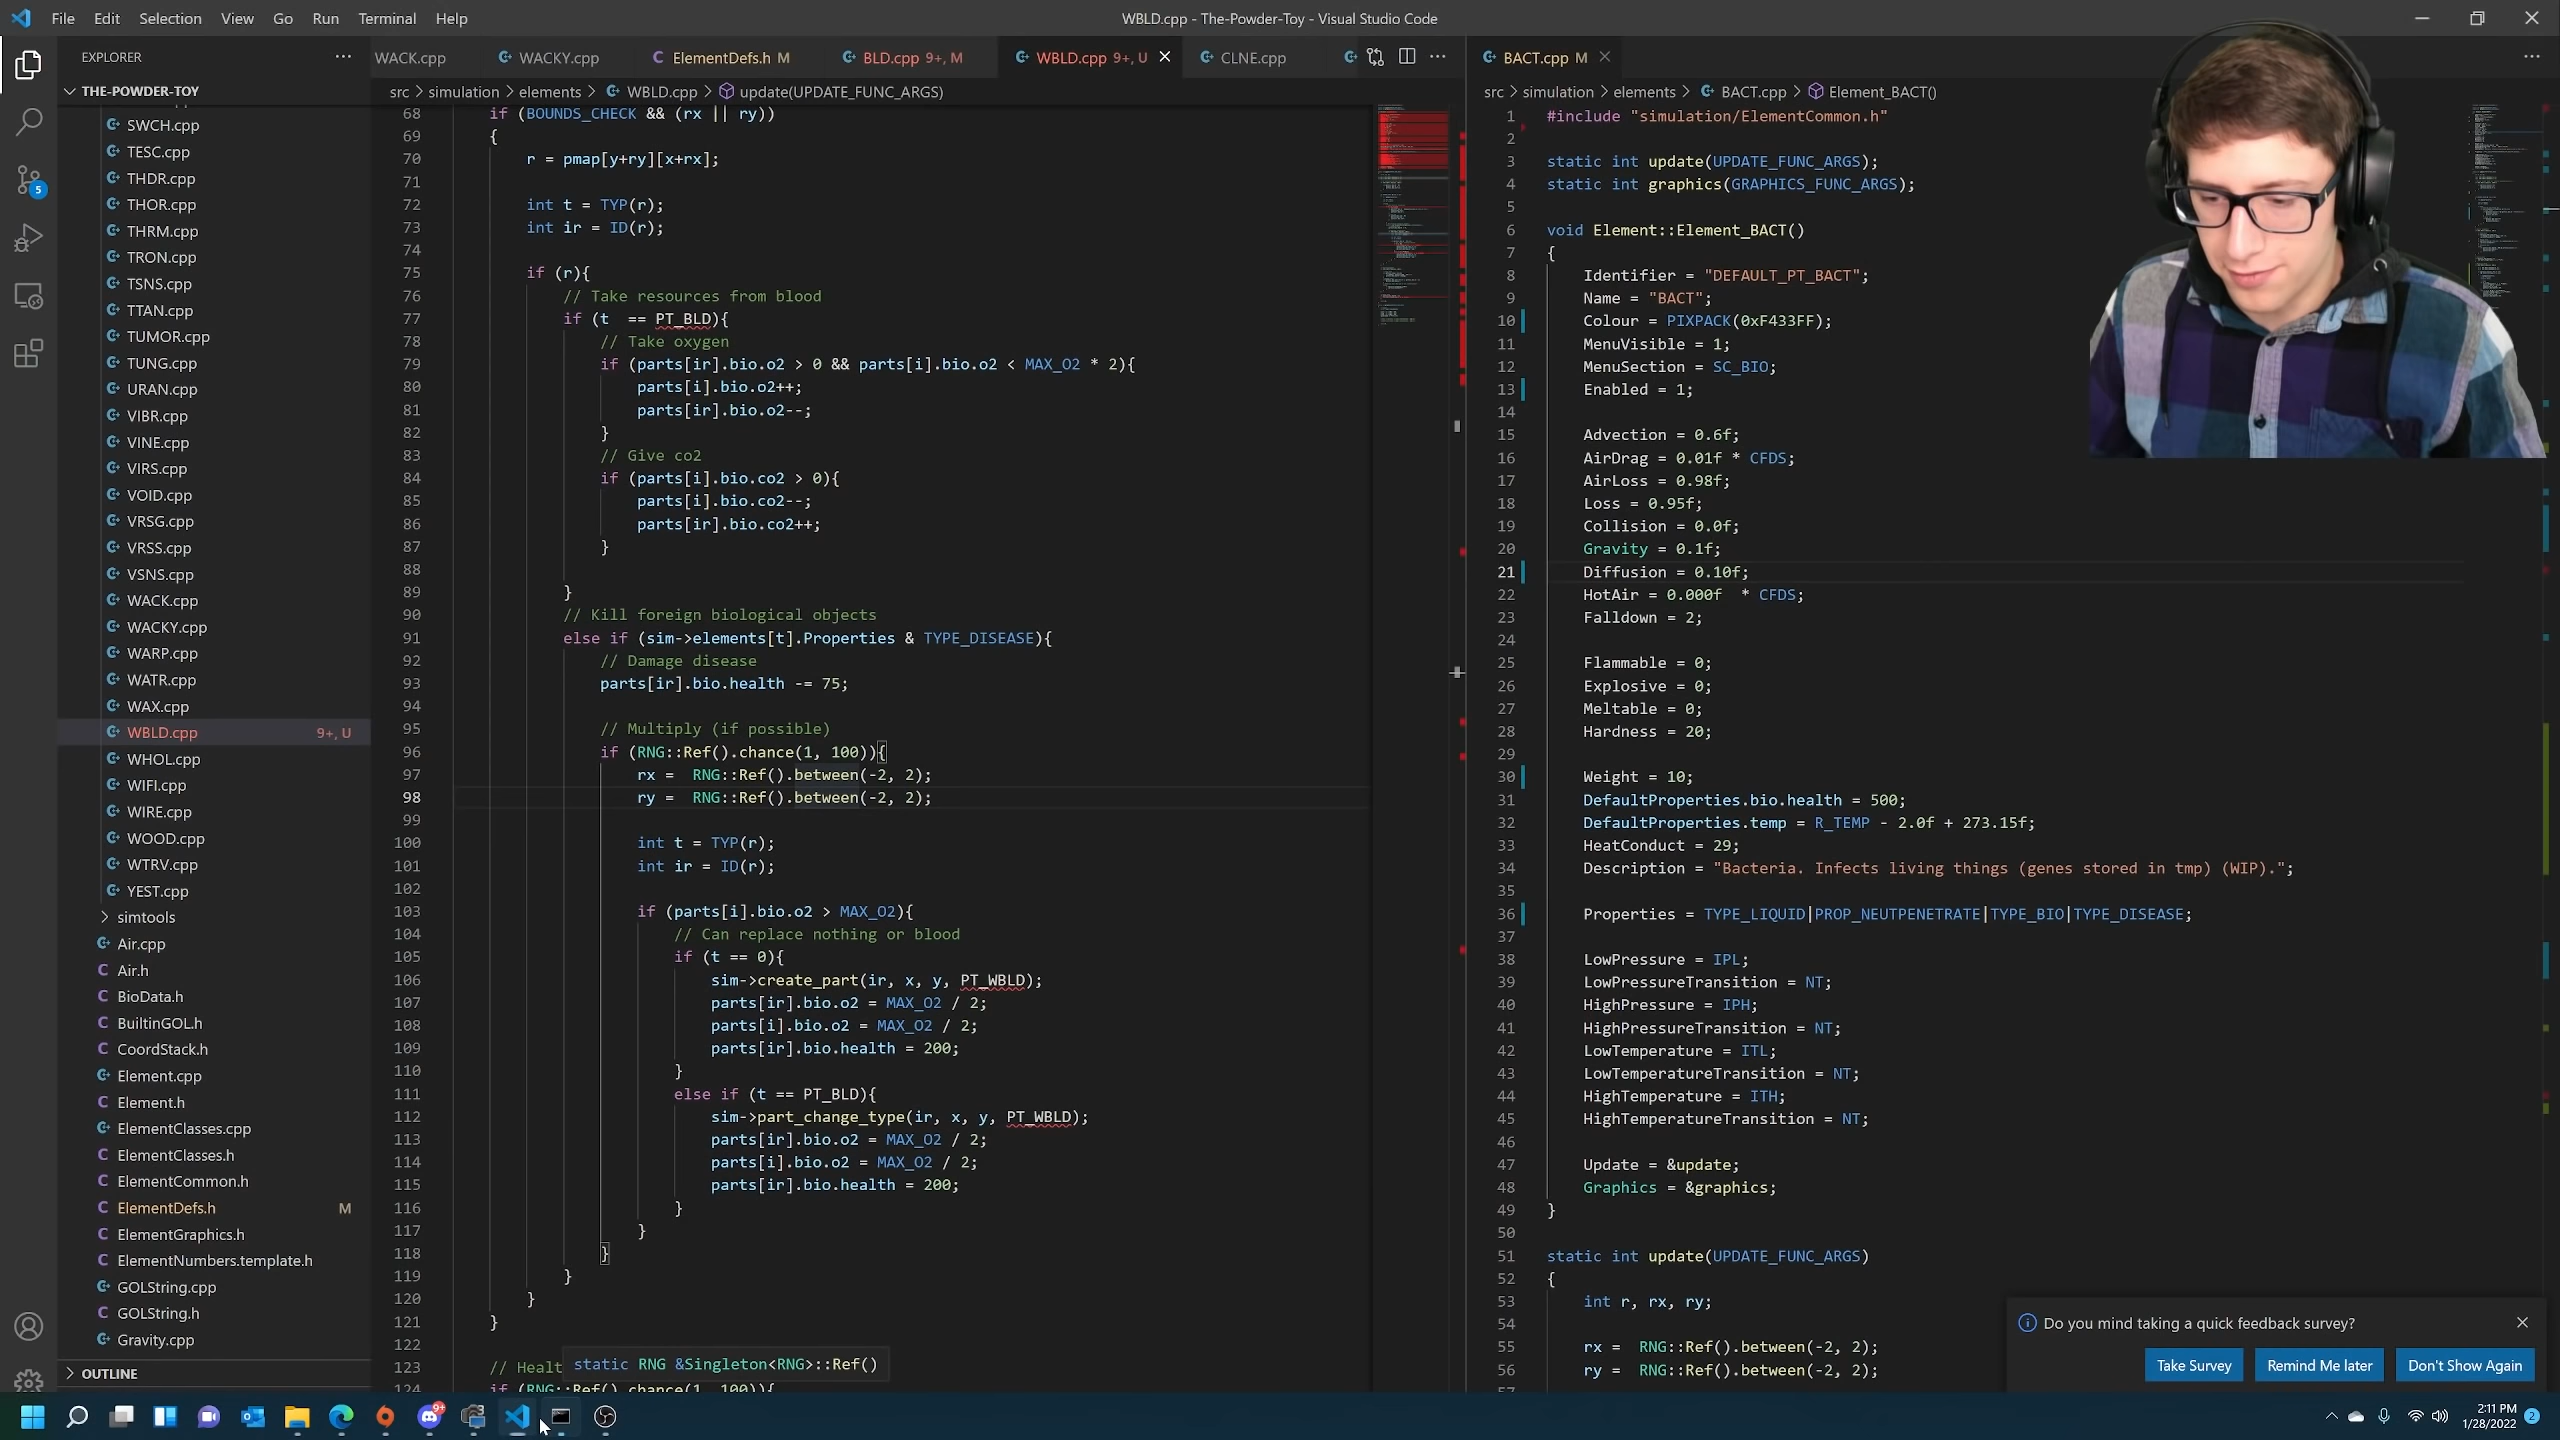 File Edit Selection View Go Run Terminal Help
WBLD.cpp - The-Powder-Toy - Visual Studio Code
EXPLORER
THE-POWDER-TOY
SWCH.cpp
TESC.cpp
THDR.cpp
THOR.cpp
THRM.cpp
TRON.cpp
TSNS.cpp
TTAN.cpp
TUMOR.cpp
TUNG.cpp
URAN.cpp
VIBR.cpp
VINE.cpp
VIRS.cpp
VOID.cpp
VRSG.cpp
VRSS.cpp
VSNS.cpp
WACK.cpp
WACKY.cpp
WARP.cpp
WATR.cpp
WAX.cpp
WBLD.cpp 9+, U
WHOL.cpp
WIFI.cpp
WIRE.cpp
WOOD.cpp
WTRV.cpp
YEST.cpp
simtools
Air.cpp
Air.h
BioData.h
BuiltinGOL.h
CoordStack.h
Element.cpp
Element.h
ElementClasses.cpp
ElementClasses.h
ElementCommon.h
ElementDefs.h M
ElementGraphics.h
ElementNumbers.template.h
GOLString.cpp
GOLString.h
Gravity.cpp
OUTLINE
5
WACK.cpp WACKY.cpp ElementDefs.h M BLD.cpp 9+, M WBLD.cpp 9+, U CLNE.cpp
src > simulation > elements > WBLD.cpp > update(UPDATE_FUNC_ARGS)
68 if (BOUNDS_CHECK && (rx || ry))
69 {
70 r = pmap[y+ry][x+rx];
71
72 int t = TYP(r);
73 int ir = ID(r);
74
75 if (r){
76 // Take resources from blood
77 if (t  == PT_BLD){
78 // Take oxygen
79 if (parts[ir].bio.o2 > 0 && parts[i].bio.o2 < MAX_O2 * 2){
80 parts[i].bio.o2++;
81 parts[ir].bio.o2--;
82 }
83 // Give co2
84 if (parts[i].bio.co2 > 0){
85 parts[i].bio.co2--;
86 parts[ir].bio.co2++;
87 }
88
89 }
90 // Kill foreign biological objects
91 else if (sim->elements[t].Properties & TYPE_DISEASE){
92 // Damage disease
93 parts[ir].bio.health -= 75;
94
95 // Multiply (if possible)
96 if (RNG::Ref().chance(1, 100)){
97 rx =  RNG::Ref().between(-2, 2);
98 ry =  RNG::Ref().between(-2, 2);
99
100 int t = TYP(r);
101 int ir = ID(r);
102
103 if (parts[i].bio.o2 > MAX_O2){
104 // Can replace nothing or blood
105 if (t == 0){
106 sim->create_part(ir, x, y, PT_WBLD);
107 parts[ir].bio.o2 = MAX_O2 / 2;
108 parts[i].bio.o2 = MAX_O2 / 2;
109 parts[ir].bio.health = 200;
110 }
111 else if (t == PT_BLD){
112 sim->part_change_type(ir, x, y, PT_WBLD);
113 parts[ir].bio.o2 = MAX_O2 / 2;
114 parts[i].bio.o2 = MAX_O2 / 2;
115 parts[ir].bio.health = 200;
116 }
117 }
118 }
119 }
120 }
121 }
122
123 // Healt
static RNG &Singleton<RNG>::Ref()
124 if (RNG::Ref().chance(1, 100)){
BACT.cpp M
src > simulation > elements > BACT.cpp > Element_BACT()
1 #include "simulation/ElementCommon.h"
2
3 static int update(UPDATE_FUNC_ARGS);
4 static int graphics(GRAPHICS_FUNC_ARGS);
5
6 void Element::Element_BACT()
7 {
8 Identifier = "DEFAULT_PT_BACT";
9 Name = "BACT";
10 Colour = PIXPACK(0xF433FF);
11 MenuVisible = 1;
12 MenuSection = SC_BIO;
13 Enabled = 1;
14
15 Advection = 0.6f;
16 AirDrag = 0.01f * CFDS;
17 AirLoss = 0.98f;
18 Loss = 0.95f;
19 Collision = 0.0f;
20 Gravity = 0.1f;
21 Diffusion = 0.10f;
22 HotAir = 0.000f  * CFDS;
23 Falldown = 2;
24
25 Flammable = 0;
26 Explosive = 0;
27 Meltable = 0;
28 Hardness = 20;
29
30 Weight = 10;
31 DefaultProperties.bio.health = 500;
32 DefaultProperties.temp = R_TEMP - 2.0f + 273.15f;
33 HeatConduct = 29;
34 Description = "Bacteria. Infects living things (genes stored in tmp) (WIP).";
35
36 Properties = TYPE_LIQUID|PROP_NEUTPENETRATE|TYPE_BIO|TYPE_DISEASE;
37
38 LowPressure = IPL;
39 LowPressureTransition = NT;
40 HighPressure = IPH;
41 HighPressureTransition = NT;
42 LowTemperature = ITL;
43 LowTemperatureTransition = NT;
44 HighTemperature = ITH;
45 HighTemperatureTransition = NT;
46
47 Update = &update;
48 Graphics = &graphics;
49 }
50
51 static int update(UPDATE_FUNC_ARGS)
52 {
53 int r, rx, ry;
54
55 rx =  RNG::Ref().between(-2, 2);
56 ry =  RNG::Ref().between(-2, 2);
Do you mind taking a quick feedback survey?
Take Survey Remind Me later Don't Show Again
9+
2:11 PM
1/28/2022
2